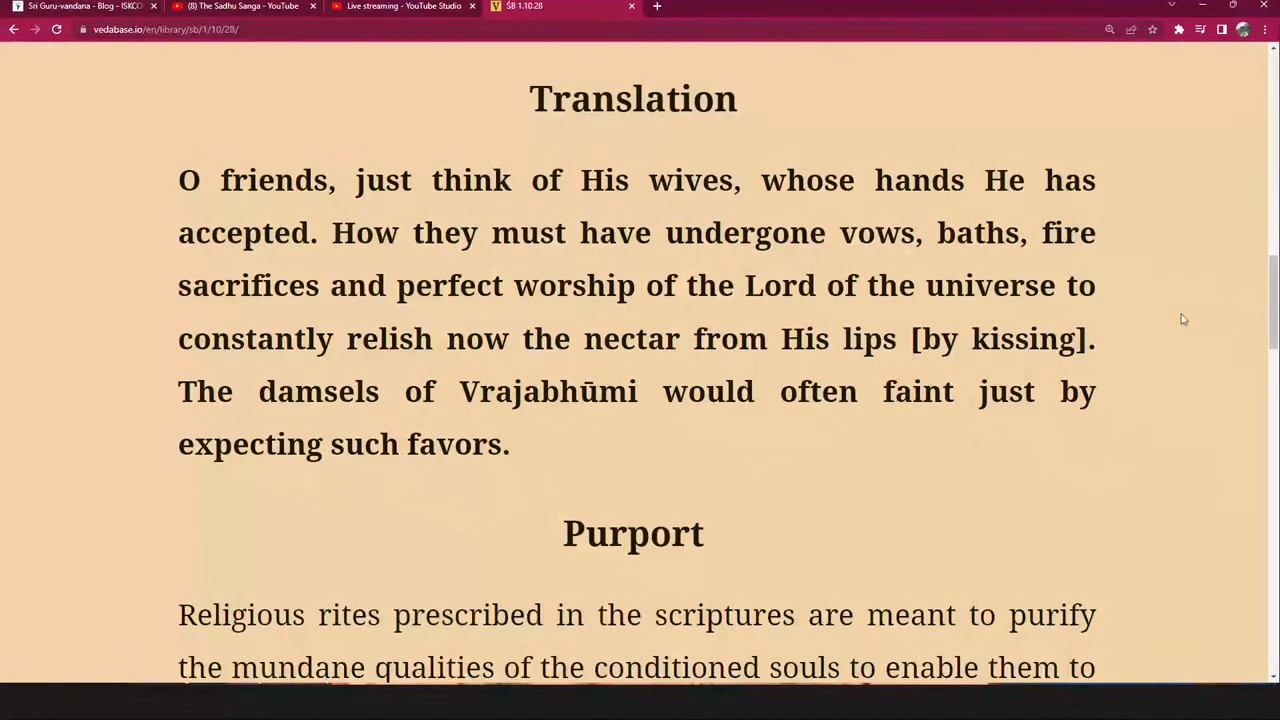 Sri Guru-vandana - Blog - ISKCO
(8) The Sadhu Sanga - YouTube
Live streaming - YouTube Studio
ŚB 1.10.28
vedabase.io/en/library/sb/1/10/28/
Translation
O friends, just think of His wives, whose hands He has
accepted. How they must have undergone vows, baths, fire
sacrifices and perfect worship of the Lord of the universe to
constantly relish now the nectar from His lips [by kissing].
The damsels of Vrajabhūmi would often faint just by
expecting such favors.
Purport
Religious rites prescribed in the scriptures are meant to purify
the mundane qualities of the conditioned souls to enable them to